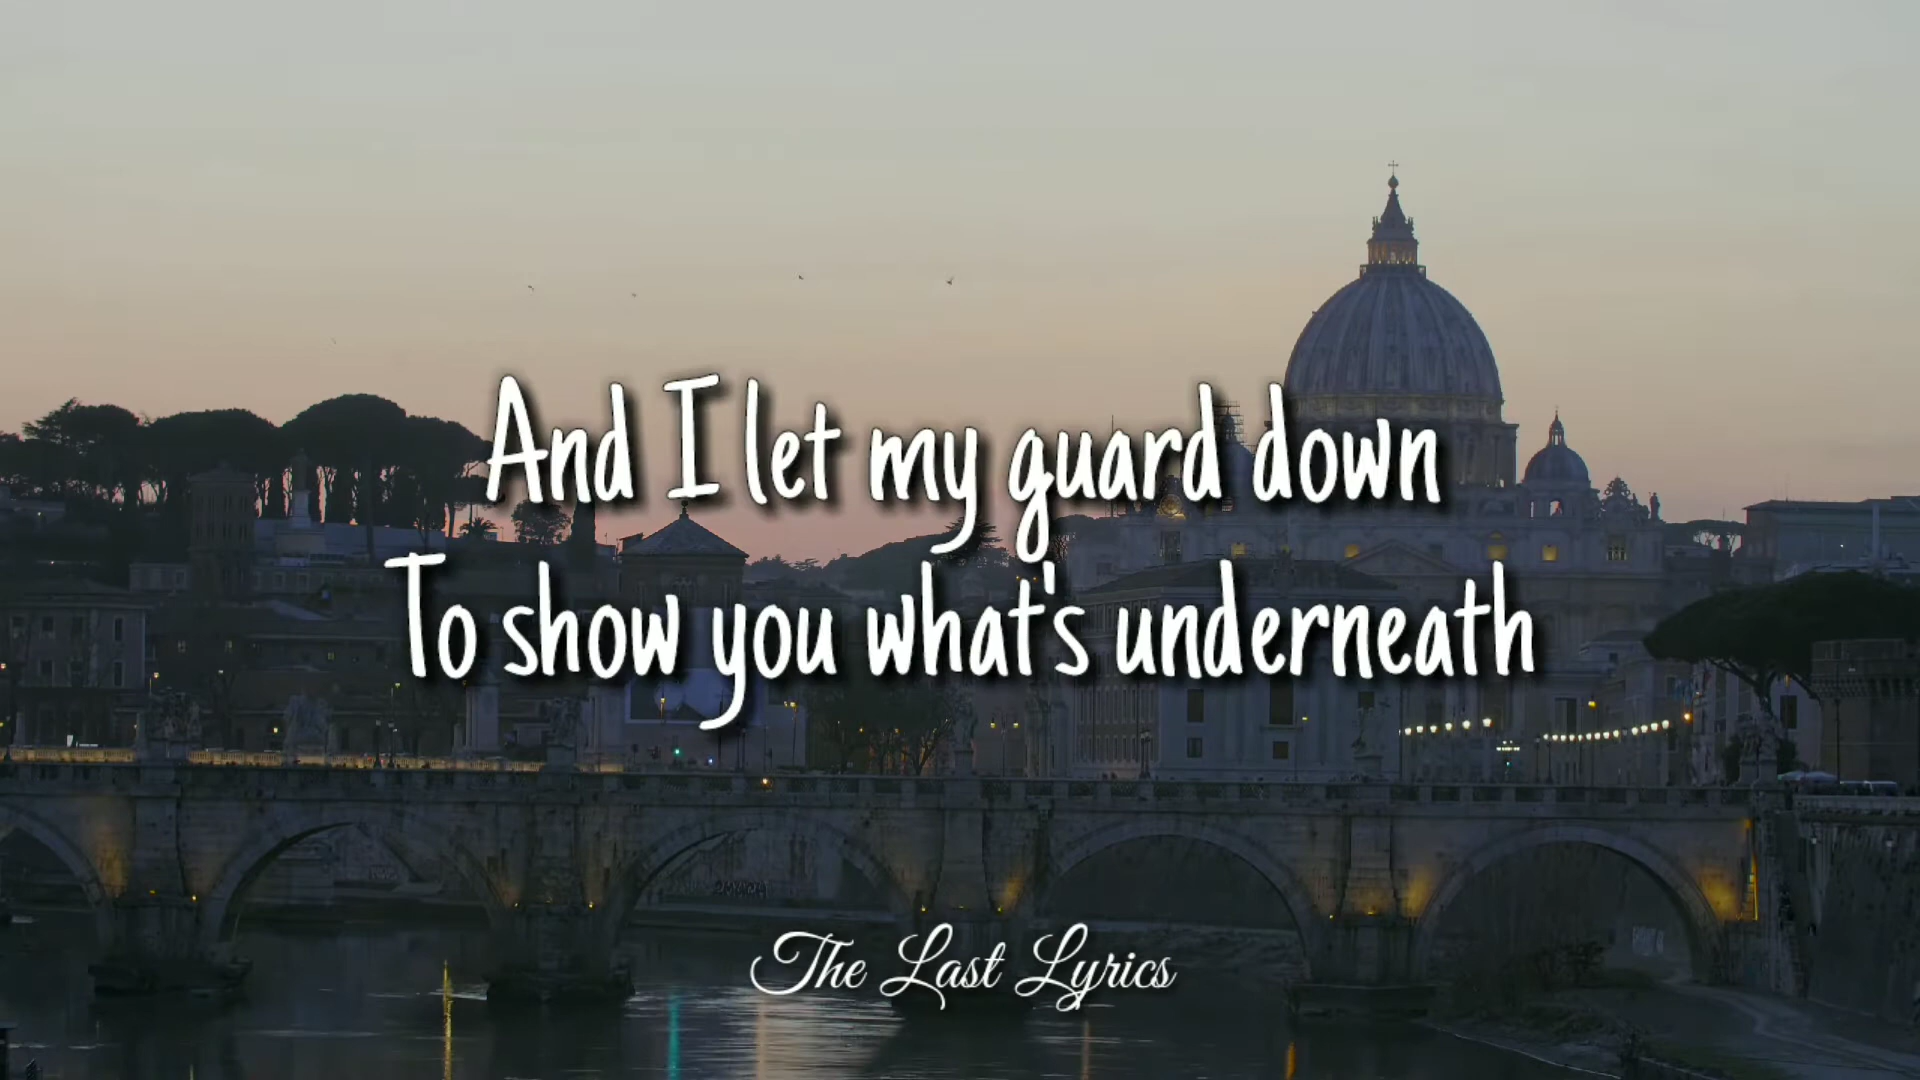 And I let my guard down
To show you what's underneath
The Last Lyrics